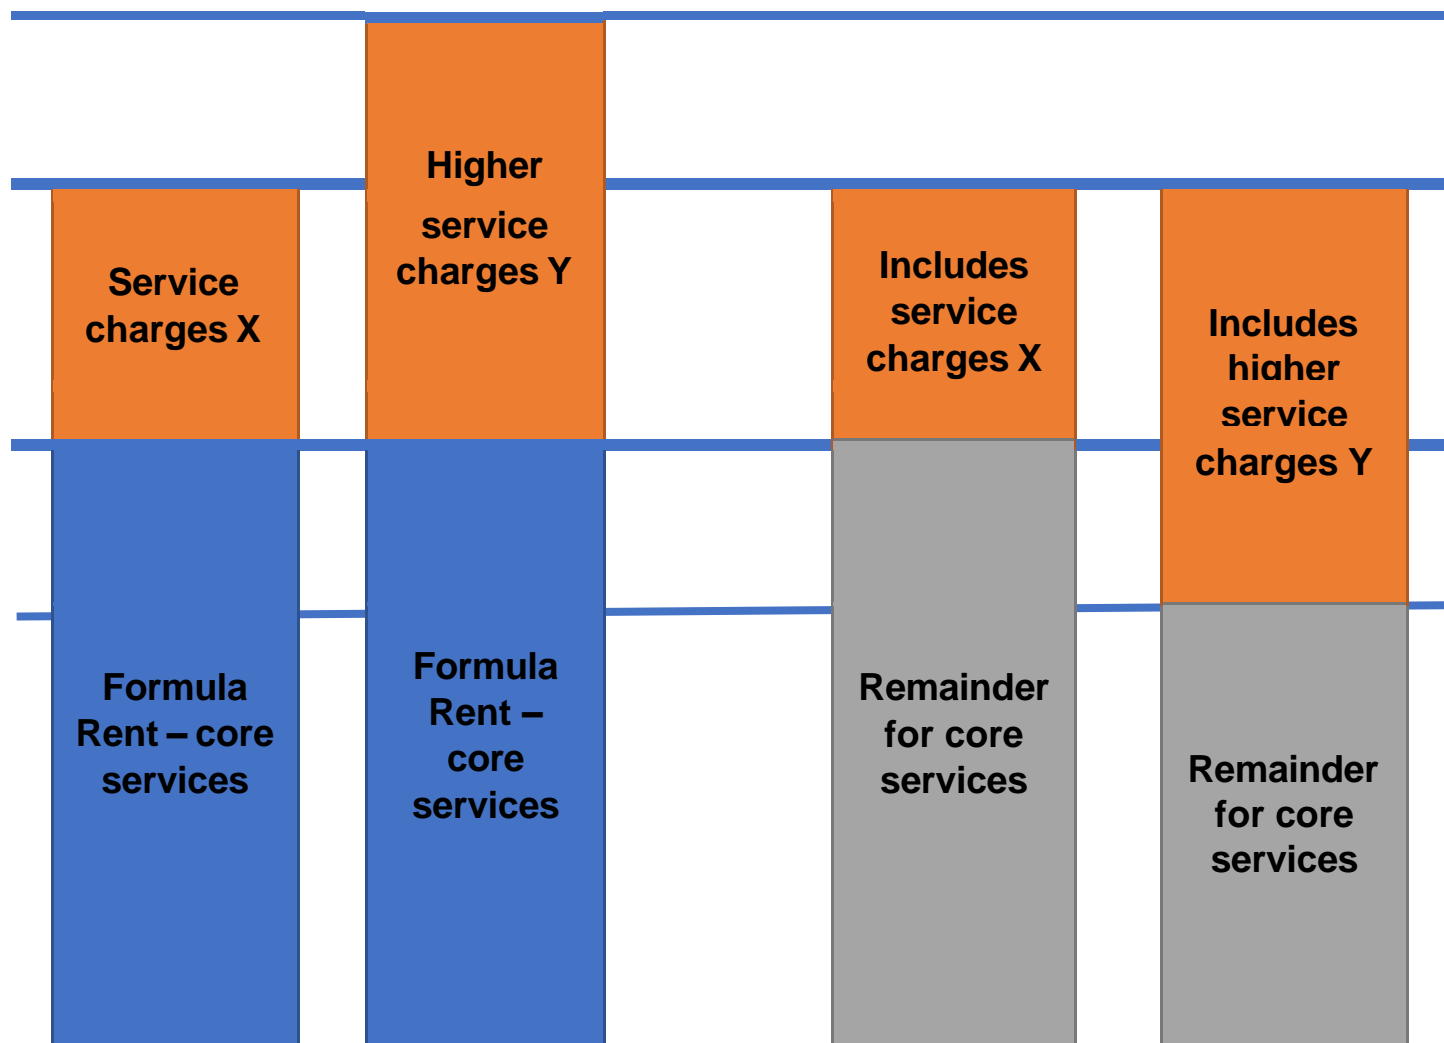 Service
charges X
Formula
Rent – core
services
Higher
service
charges Y
Formula
Rent –
core
services
Includes
service
charges X
Remainder
for core
services
Includes
higher
service
charges Y
Remainder
for core
services